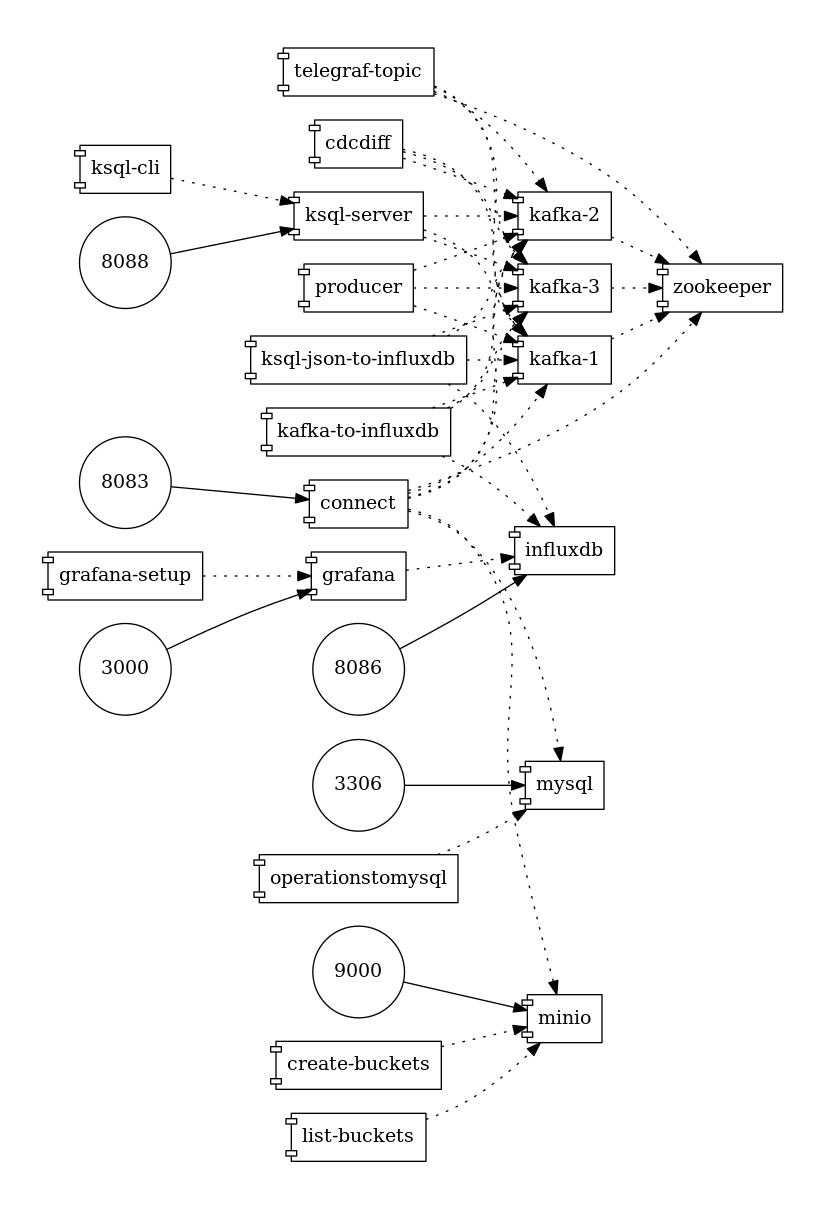 telegraf-topic
cdcdiff
ksql-cli
ksql-server
kafka-2
8088
producer
kafka-3
zookeeper
ksql-json-to-influxdb
kafka-1
kafka-to-influxdb
8083
connect
influxdb
grafana-setup
grafana
3000
8086
3306
mysql
operationstomysql
9000
minio
create-buckets
list-buckets